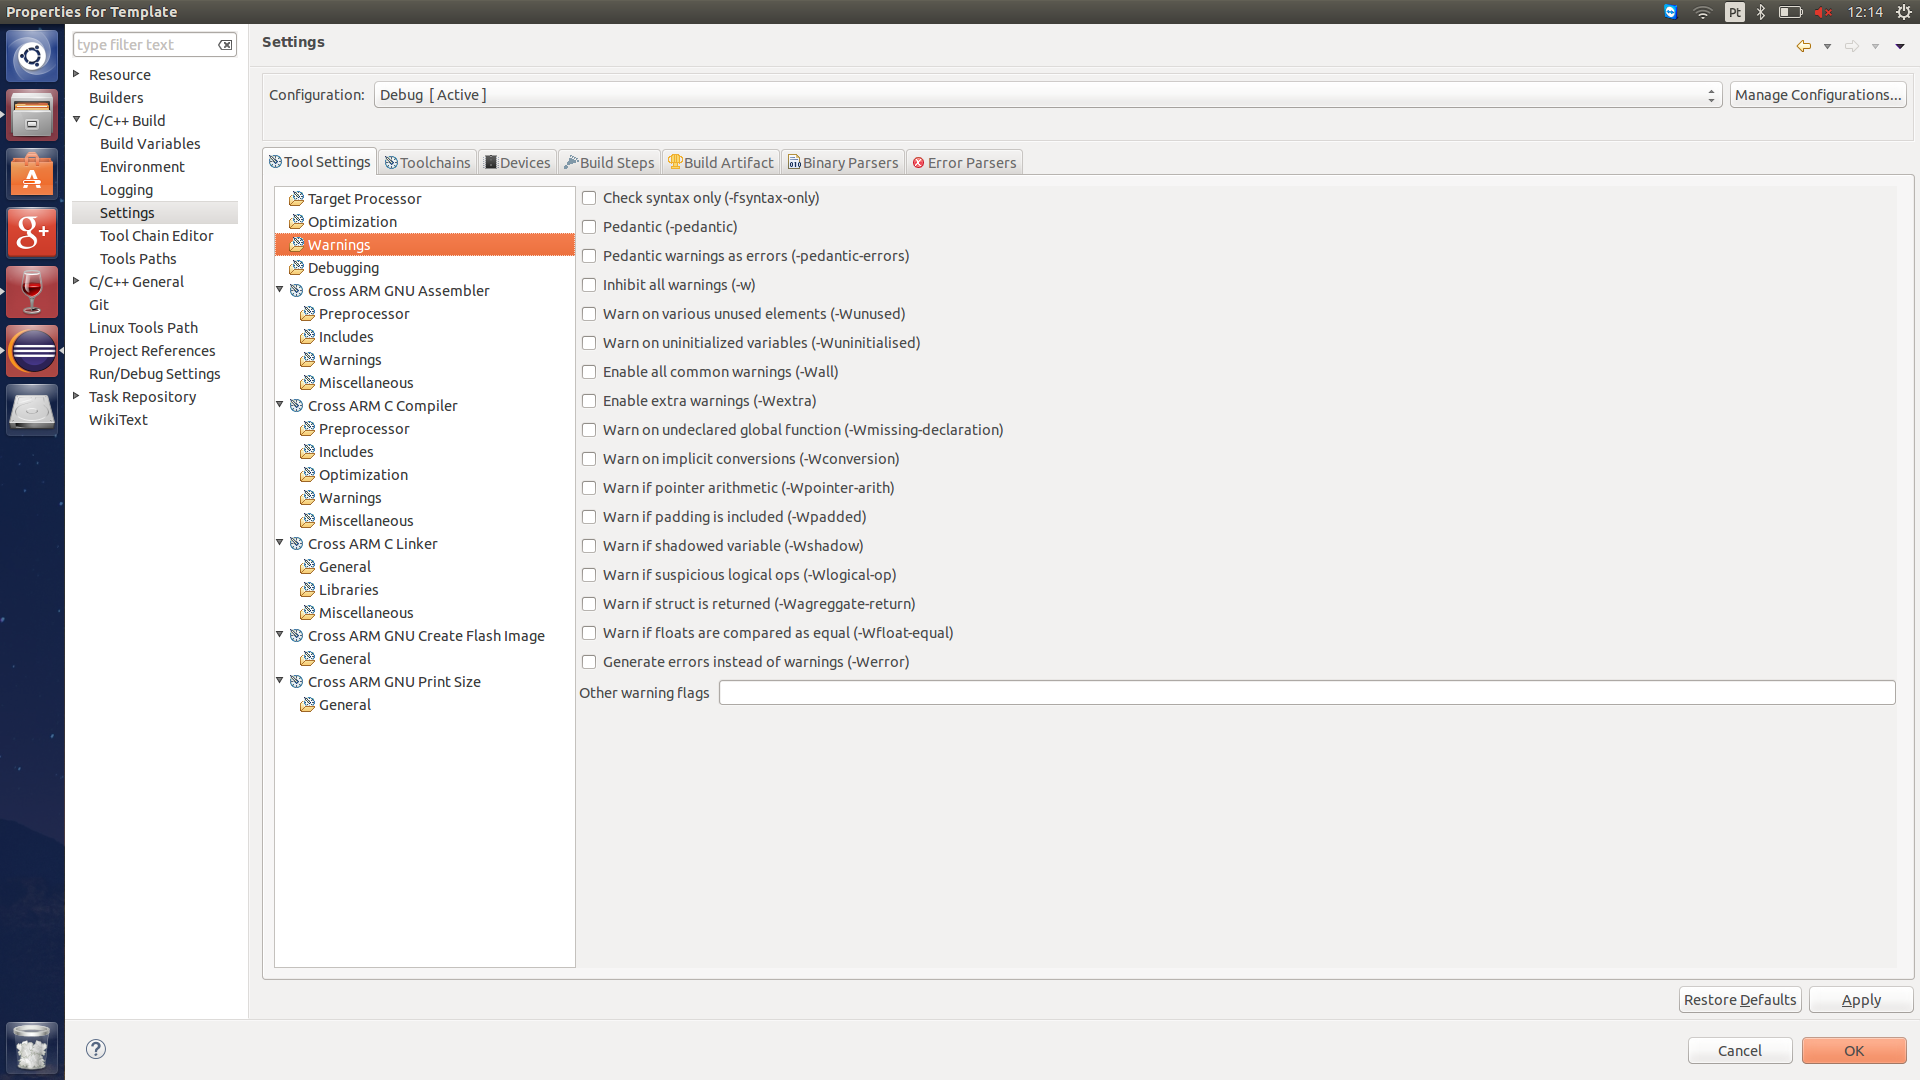 Properties for Template
Pt
12:14
type filter text
Resource
Builders
C/C++ Build
Build Variables
Environment
Logging
Settings
Tool Chain Editor
Tools Paths
C/C++ General
Git
Linux Tools Path
Project References
Run/Debug Settings
Task Repository
WikiText
Settings
Configuration:
Debug [ Active ]
Manage Configurations...
Tool Settings
Toolchains
Devices
Build Steps
Build Artifact
Binary Parsers
Error Parsers
Target Processor
Optimization
Warnings
Debugging
Cross ARM GNU Assembler
Preprocessor
Includes
Warnings
Miscellaneous
Cross ARM C Compiler
Preprocessor
Includes
Optimization
Warnings
Miscellaneous
Cross ARM C Linker
General
Libraries
Miscellaneous
Cross ARM GNU Create Flash Image
General
Cross ARM GNU Print Size
General
Check syntax only (-fsyntax-only)
Pedantic (-pedantic)
Pedantic warnings as errors (-pedantic-errors)
Inhibit all warnings (-w)
Warn on various unused elements (-Wunused)
Warn on uninitialized variables (-Wuninitialised)
Enable all common warnings (-Wall)
Enable extra warnings (-Wextra)
Warn on undeclared global function (-Wmissing-declaration)
Warn on implicit conversions (-Wconversion)
Warn if pointer arithmetic (-Wpointer-arith)
Warn if padding is included (-Wpadded)
Warn if shadowed variable (-Wshadow)
Warn if suspicious logical ops (-Wlogical-op)
Warn if struct is returned (-Wagreggate-return)
Warn if floats are compared as equal (-Wfloat-equal)
Generate errors instead of warnings (-Werror)
Other warning flags
Restore Defaults
Apply
Cancel
OK